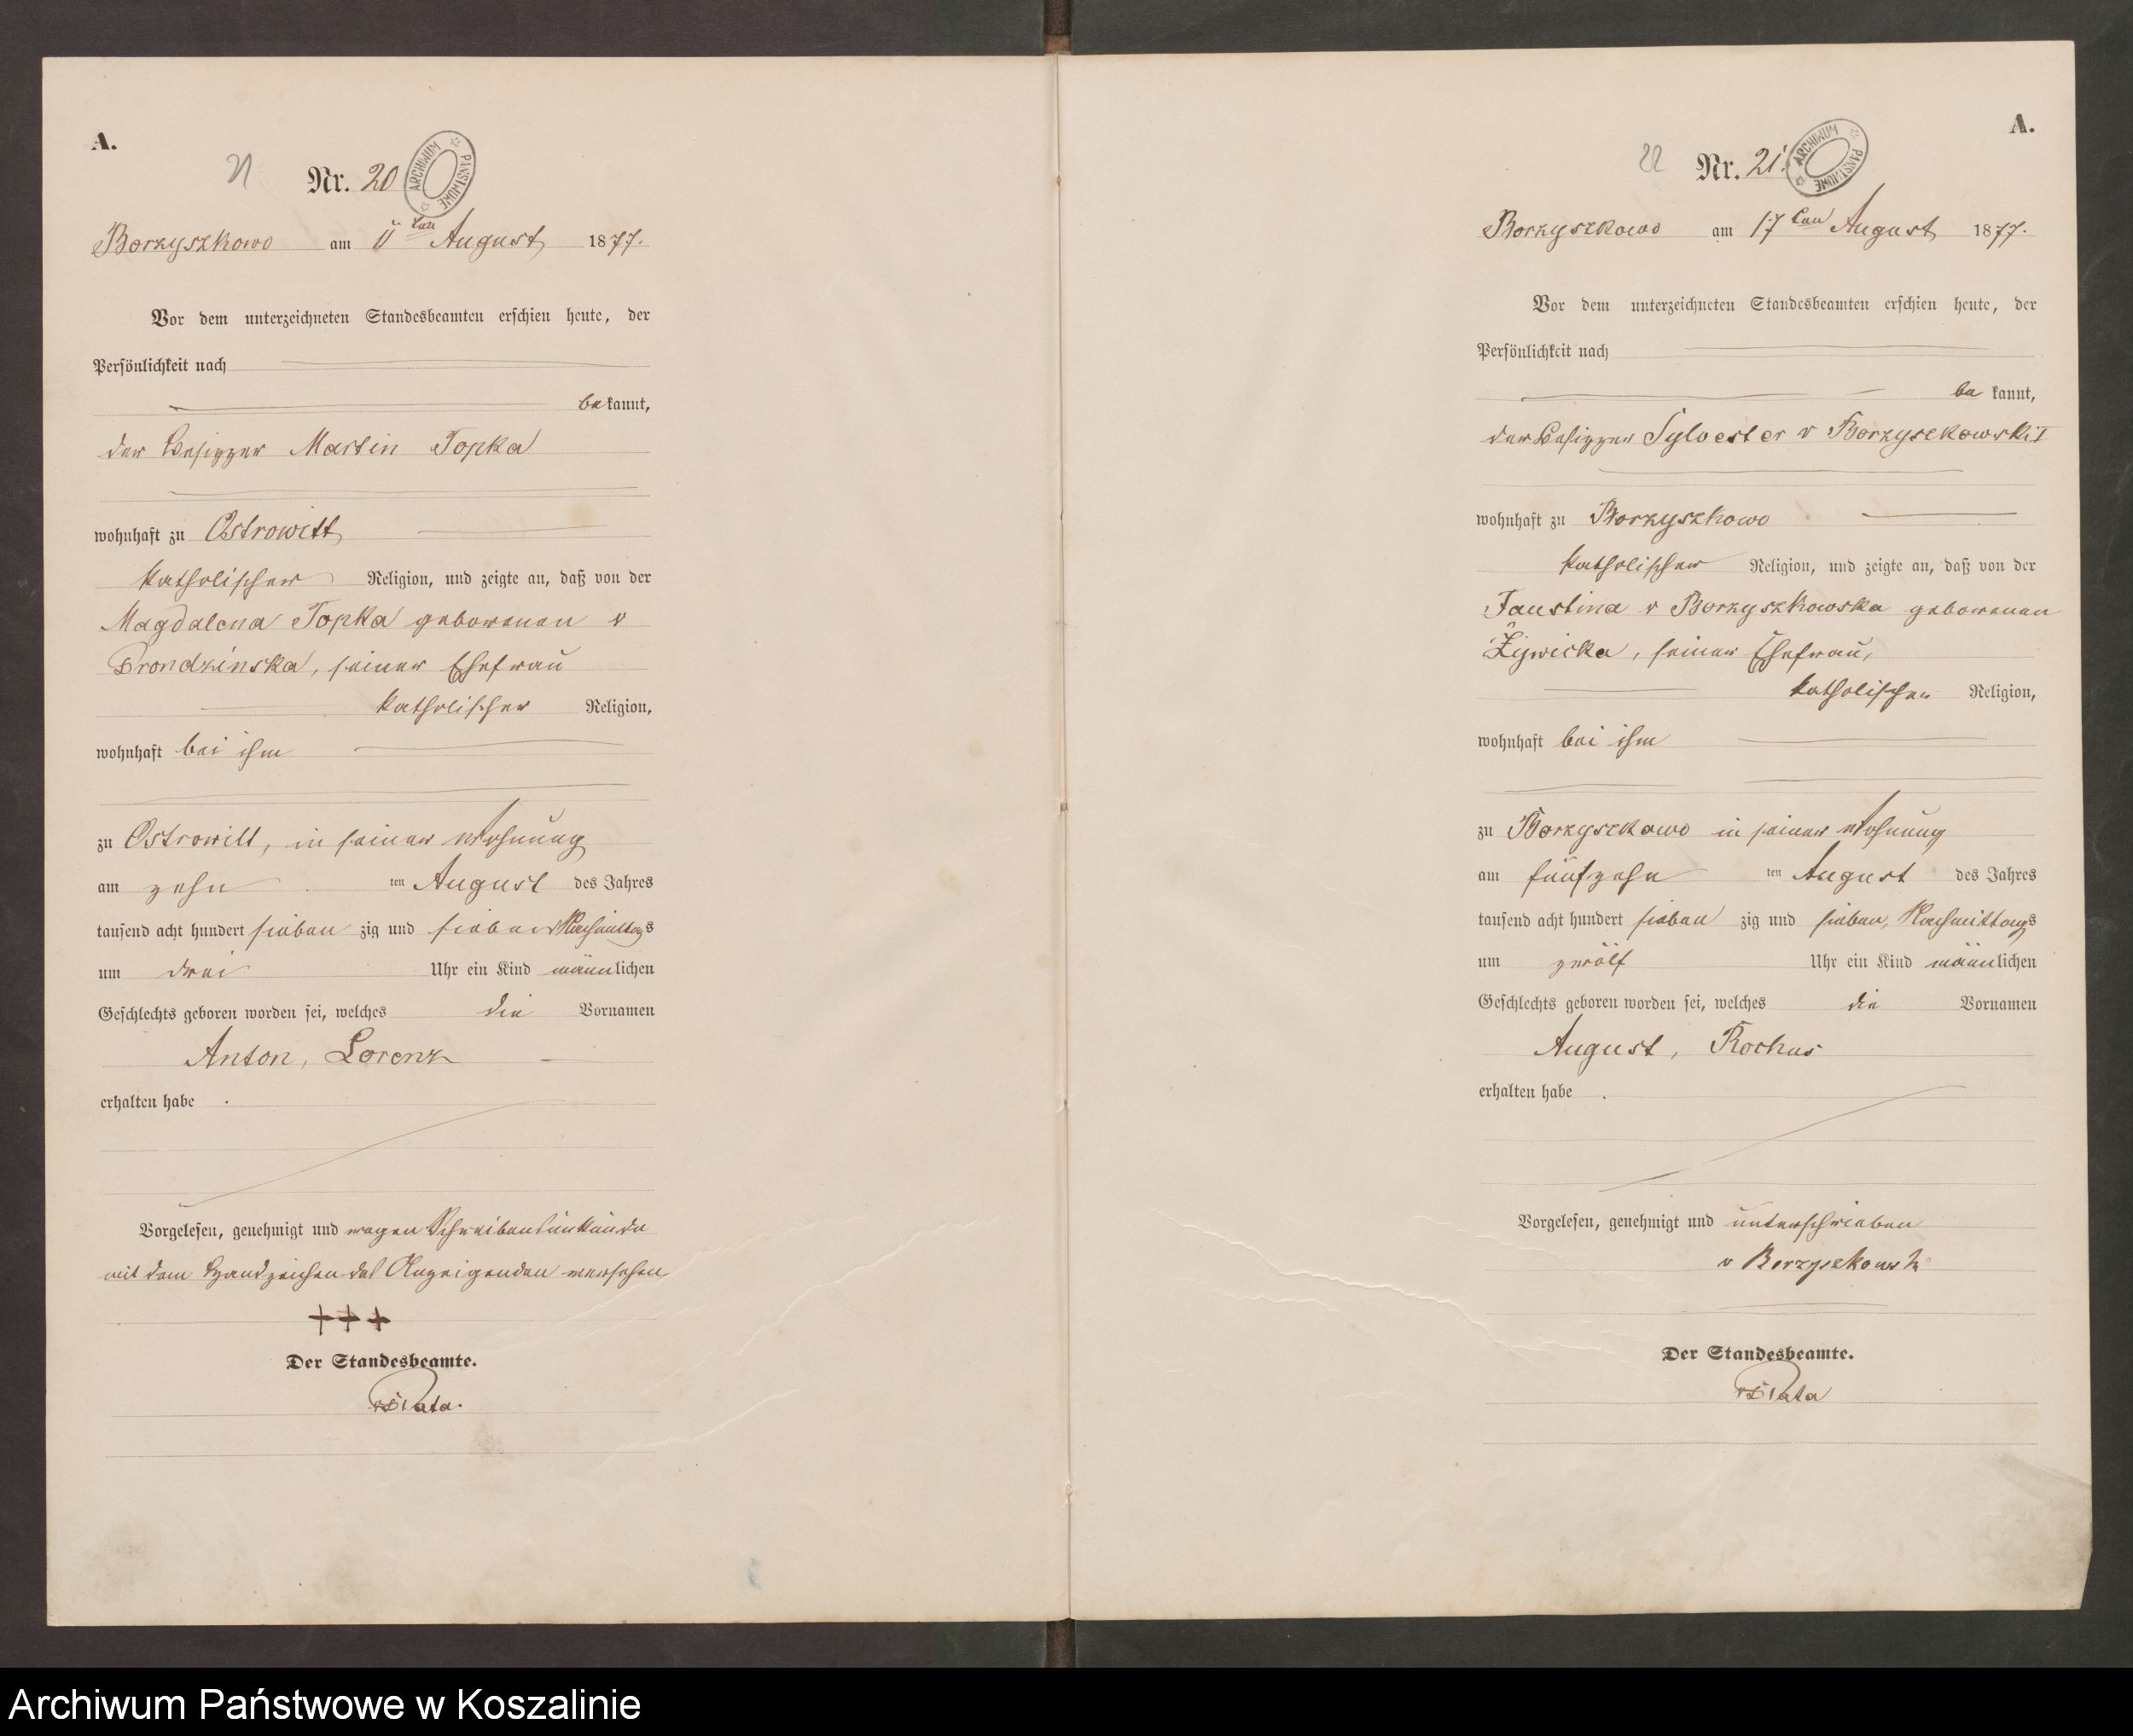 A.
21
Nr. 20
ARCHIWUM PAŃSTWOWE
Borzyszkowo am 11ten August 1877.
Vor dem unterzeichneten Standesbeamten erschien heute, der
Persönlichkeit nach
bekannt,
der Besitzer Martin Topka
wohnhaft zu Ostrowitt
katholischer Religion, und zeigte an, daß von der
Magdalena Topka geborenen v
Prondzinska, seiner Ehefrau
katholischer Religion,
wohnhaft bei ihm
zu Ostrowitt, in seiner Wohnung
am zehn ten August des Jahres
tausend acht hundert sieben zig und sieben Nachmittags
um drei Uhr ein Kind männlichen
Geschlechts geboren worden sei, welches die Vornamen
Anton, Lorenz
erhalten habe .
Vorgelesen, genehmigt und wegen Schreibensunkunde
mit dem Handzeichen des Anzeigenden versehen
+++
Der Standesbeamte.
A.
22
Nr. 21.
ARCHIWUM PAŃSTWOWE
Borzyszkowo am 17ten August 1877.
Vor dem unterzeichneten Standesbeamten erschien heute, der
Persönlichkeit nach
be kannt,
der Besitzer Sylvester v Borzyszkowski I
wohnhaft zu Borzyszkowo
katholischer Religion, und zeigte an, daß von der
Faustina v Borzyszkowska geborenen
Żywicka, seiner Ehefrau,
katholischen Religion,
wohnhaft bei ihm
zu Borzyszkowo in seiner Wohnung
am fünfzehn ten August des Jahres
tausend acht hundert sieben zig und sieben, Nachmittags
um zwölf Uhr ein Kind männlichen
Geschlechts geboren worden sei, welches die Vornamen
August, Rochus
erhalten habe .
Vorgelesen, genehmigt und unterschrieben
v Borzyszkowski
Der Standesbeamte.
Archiwum Państwowe w Koszalinie